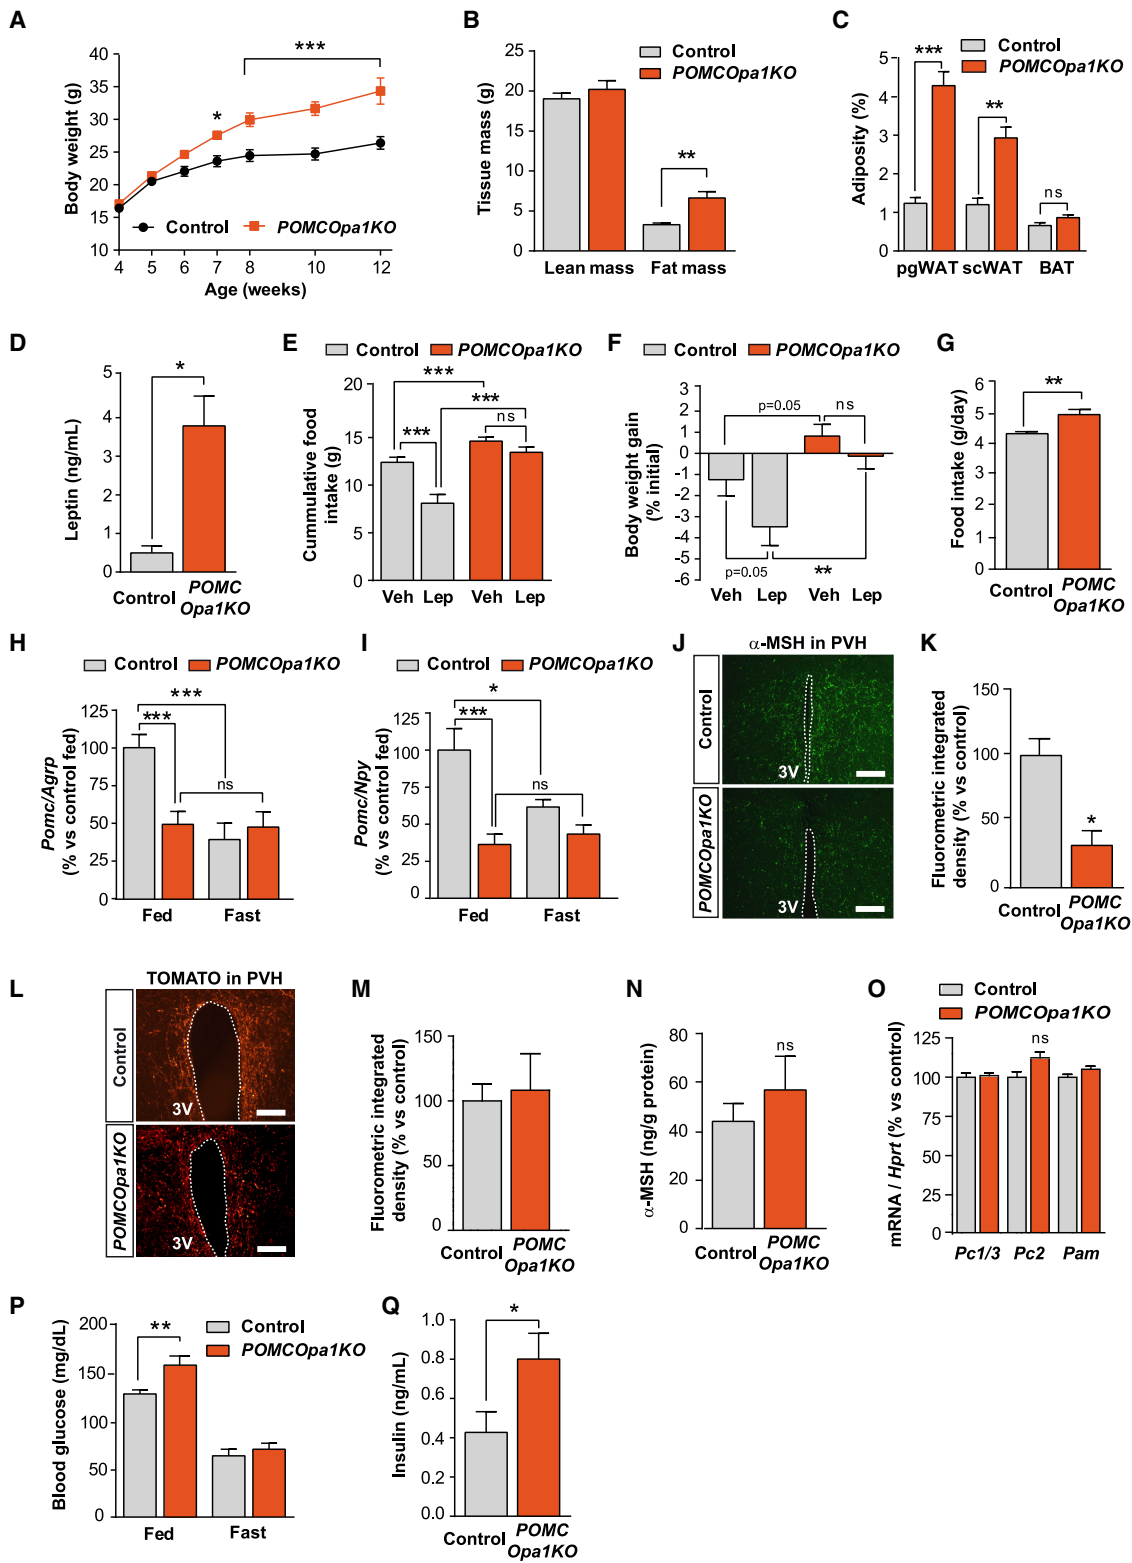 A
***
Body weight (g)
40
35
30
25
20
15
10
*
Control
POMCOpa1KO
4 5 6 7 8 10 12
Age (weeks)
B
Control
POMCOpa1KO
Tissue mass (g)
25
20
15
10
5
0
**
Lean mass Fat mass
C
Control
POMCOpa1KO
Adiposity (%)
5
4
3
2
1
0
***
**
ns
pgWAT scWAT BAT
D
Leptin (ng/mL)
5
4
3
2
1
0
*
Control POMC
Opa1KO
E
Control POMCOpa1KO
Cummulative food
intake (g)
20
15
10
5
0
***
***
***
ns
Veh Lep Veh Lep
F
Control POMCOpa1KO
Body weight gain
(% initial)
3
2
1
0
-1
-2
-3
-4
-5
-6
p=0.05
ns
p=0.05
**
Veh Lep Veh Lep
G
Food intake (g/day)
6
5
4
3
2
1
0
**
Control POMC
Opa1KO
H
Control POMCOpa1KO
Pomc/Agrp
(% vs control fed)
125
100
75
50
25
0
***
***
ns
Fed Fast
I
Control POMCOpa1KO
Pomc/Npy
(% vs control fed)
125
100
75
50
25
0
*
***
ns
Fed Fast
J
α-MSH in PVH
Control
3V
POMCOpa1KO
3V
K
Fluorometric integrated
density (% vs control)
150
100
50
0
*
Control POMC
Opa1KO
L
TOMATO in PVH
Control
3V
POMCOpa1KO
3V
M
Fluorometric integrated
density (% vs control)
150
100
50
0
Control POMC
Opa1KO
N
α-MSH (ng/g protein)
80
60
40
20
0
ns
Control POMC
Opa1KO
O
Control
POMCOpa1KO
mRNA / Hprt (% vs control)
125
100
75
50
25
0
ns
Pc1/3 Pc2 Pam
P
Control
POMCOpa1KO
Blood glucose (mg/dL)
200
150
100
50
0
**
Fed Fast
Q
Insulin (ng/mL)
1.0
0.8
0.6
0.4
0.2
0.0
*
Control POMC
Opa1KO